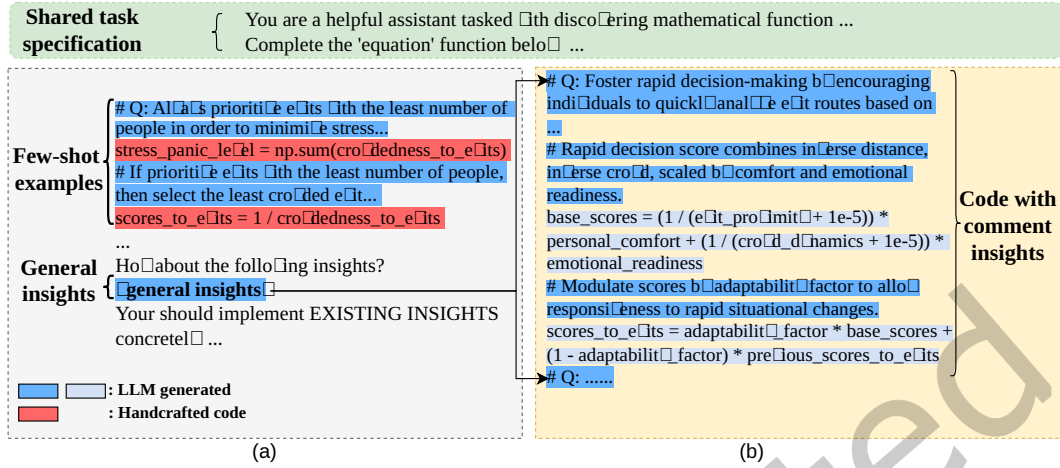 Shared task
specification
You are a helpful assistant tasked □ith disco□ering mathematical function ...
Complete the 'equation' function belo□ ...
Few-shot
examples
# Q: Al□a□s prioriti□e e□its □ith the least number of
people in order to minimi□e stress...
stress_panic_le□el = np.sum(cro□dedness_to_e□its)
# If prioriti□e e□its □ith the least number of people,
then select the least cro□ded e□it...
scores_to_e□its = 1 / cro□dedness_to_e□its
...
General
insights
Ho□ about the follo□ing insights?
□general insights□
Your should implement EXISTING INSIGHTS
concretel□ ...
: LLM generated
: Handcrafted code
(a)
# Q: Foster rapid decision-making b□ encouraging
indi□iduals to quickl□ anal□□e e□it routes based on
...
# Rapid decision score combines in□erse distance,
in□erse cro□d, scaled b□ comfort and emotional
readiness.
base_scores = (1 / (e□it_pro□imit□ + 1e-5)) *
personal_comfort + (1 / (cro□d_d□namics + 1e-5)) *
emotional_readiness
# Modulate scores b□ adaptabilit□ factor to allo□
responsi□eness to rapid situational changes.
scores_to_e□its = adaptabilit□_factor * base_scores +
(1 - adaptabilit□_factor) * pre□ious_scores_to_e□its
# Q: ......
Code with
comment
insights
(b)